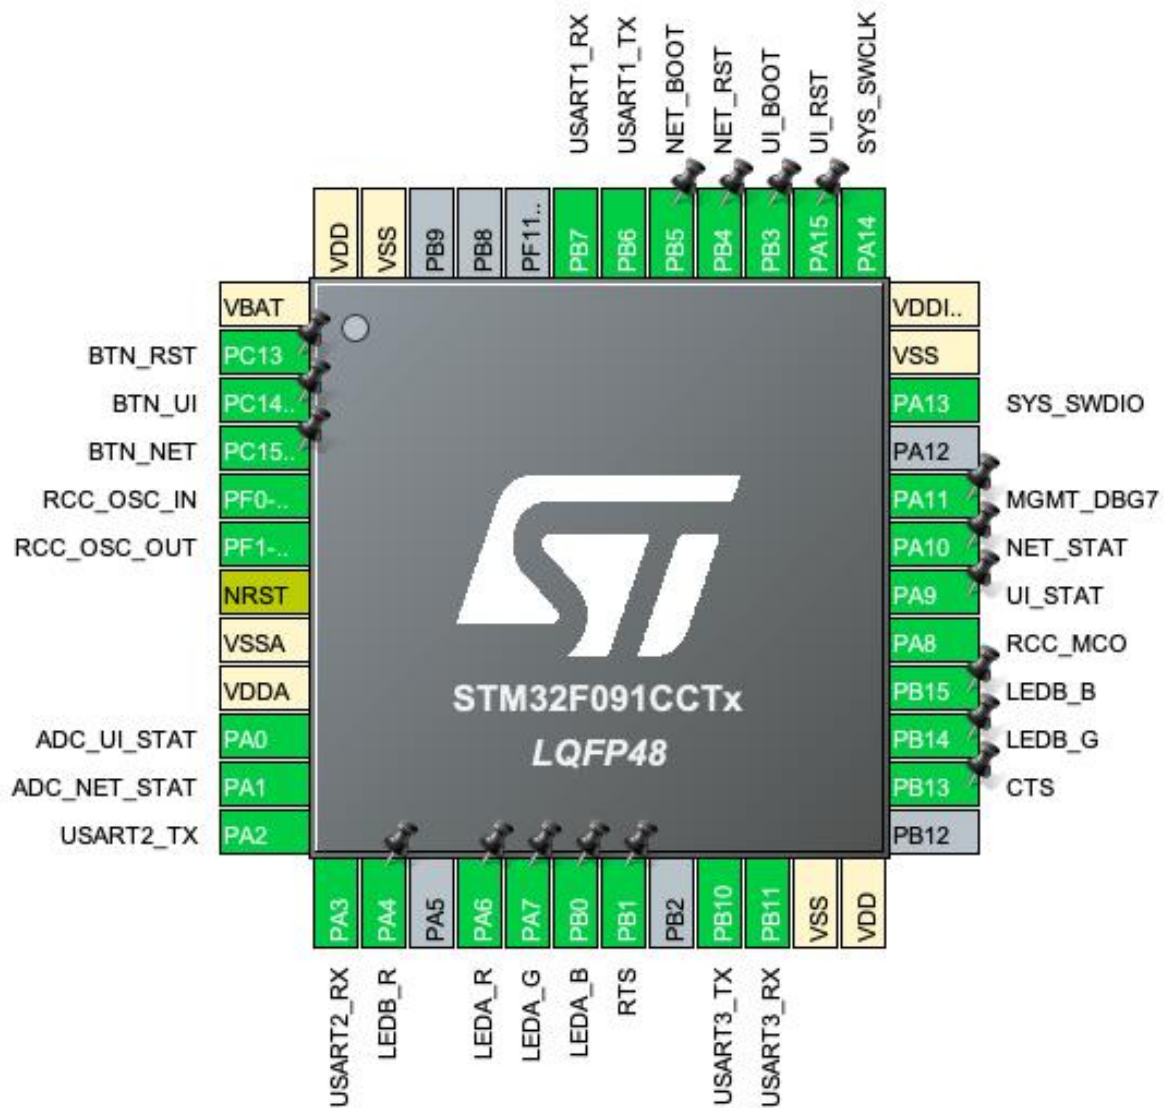 USART1_RX
USART1_TX
NET_BOOT
NET_RST
UI_BOOT
UI_RST
SYS_SWCLK
VDD
VSS
PB9
PB8
PF11..
PB7
PB6
PB5
PB4
PB3
PA15
PA14
VBAT
BTN_RST PC13
BTN_UI PC14..
BTN_NET PC15..
RCC_OSC_IN PF0-..
RCC_OSC_OUT PF1-..
NRST
VSSA
VDDA
ADC_UI_STAT PA0
ADC_NET_STAT PA1
USART2_TX PA2
ST
STM32F091CCTx
LQFP48
VDDI..
VSS
PA13 SYS_SWDIO
PA12
PA11 MGMT_DBG7
PA10 NET_STAT
PA9 UI_STAT
PA8 RCC_MCO
PB15 LEDB_B
PB14 LEDB_G
PB13 CTS
PB12
PA3
PA4
PA5
PA6
PA7
PB0
PB1
PB2
PB10
PB11
VSS
VDD
USART2_RX
LEDB_R
LEDA_R
LEDA_G
LEDA_B
RTS
USART3_TX
USART3_RX